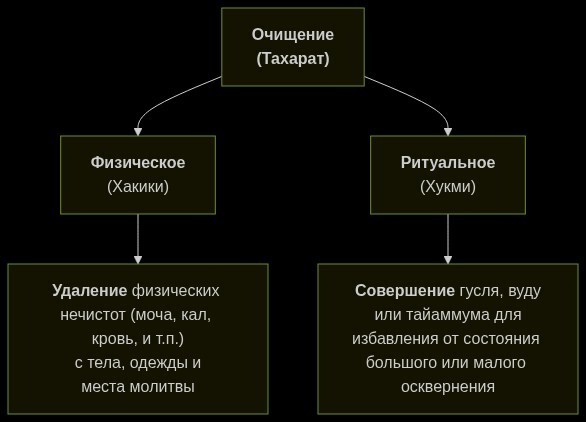 Очищение
(Тахарат)
Физическое
(Хакики)
Ритуальное
(Хукми)
Удаление физических
нечистот (моча, кал,
кровь, и т.п.)
с тела, одежды и
места молитвы
Совершение гусля, вуду
или тайаммума для
избавления от состояния
большого или малого
осквернения